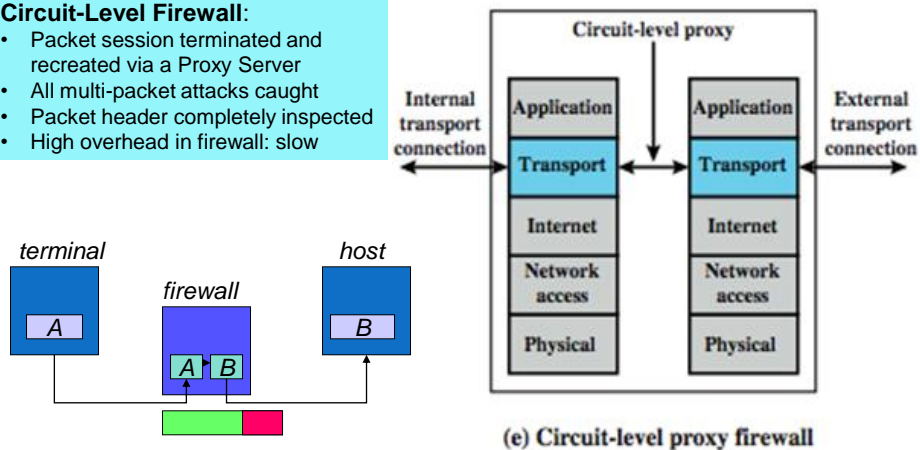 Circuit-Level Firewall:
• Packet session terminated and
recreated via a Proxy Server
• All multi-packet attacks caught
• Packet header completely inspected
• High overhead in firewall: slow
terminal
host
firewall
A
B
A
B
Circuit-level proxy
Internal
transport
connection
Application
Transport
Internet
Network
access
Physical
Application
Transport
Internet
Network
access
Physical
External
transport
connection
(e) Circuit-level proxy firewall